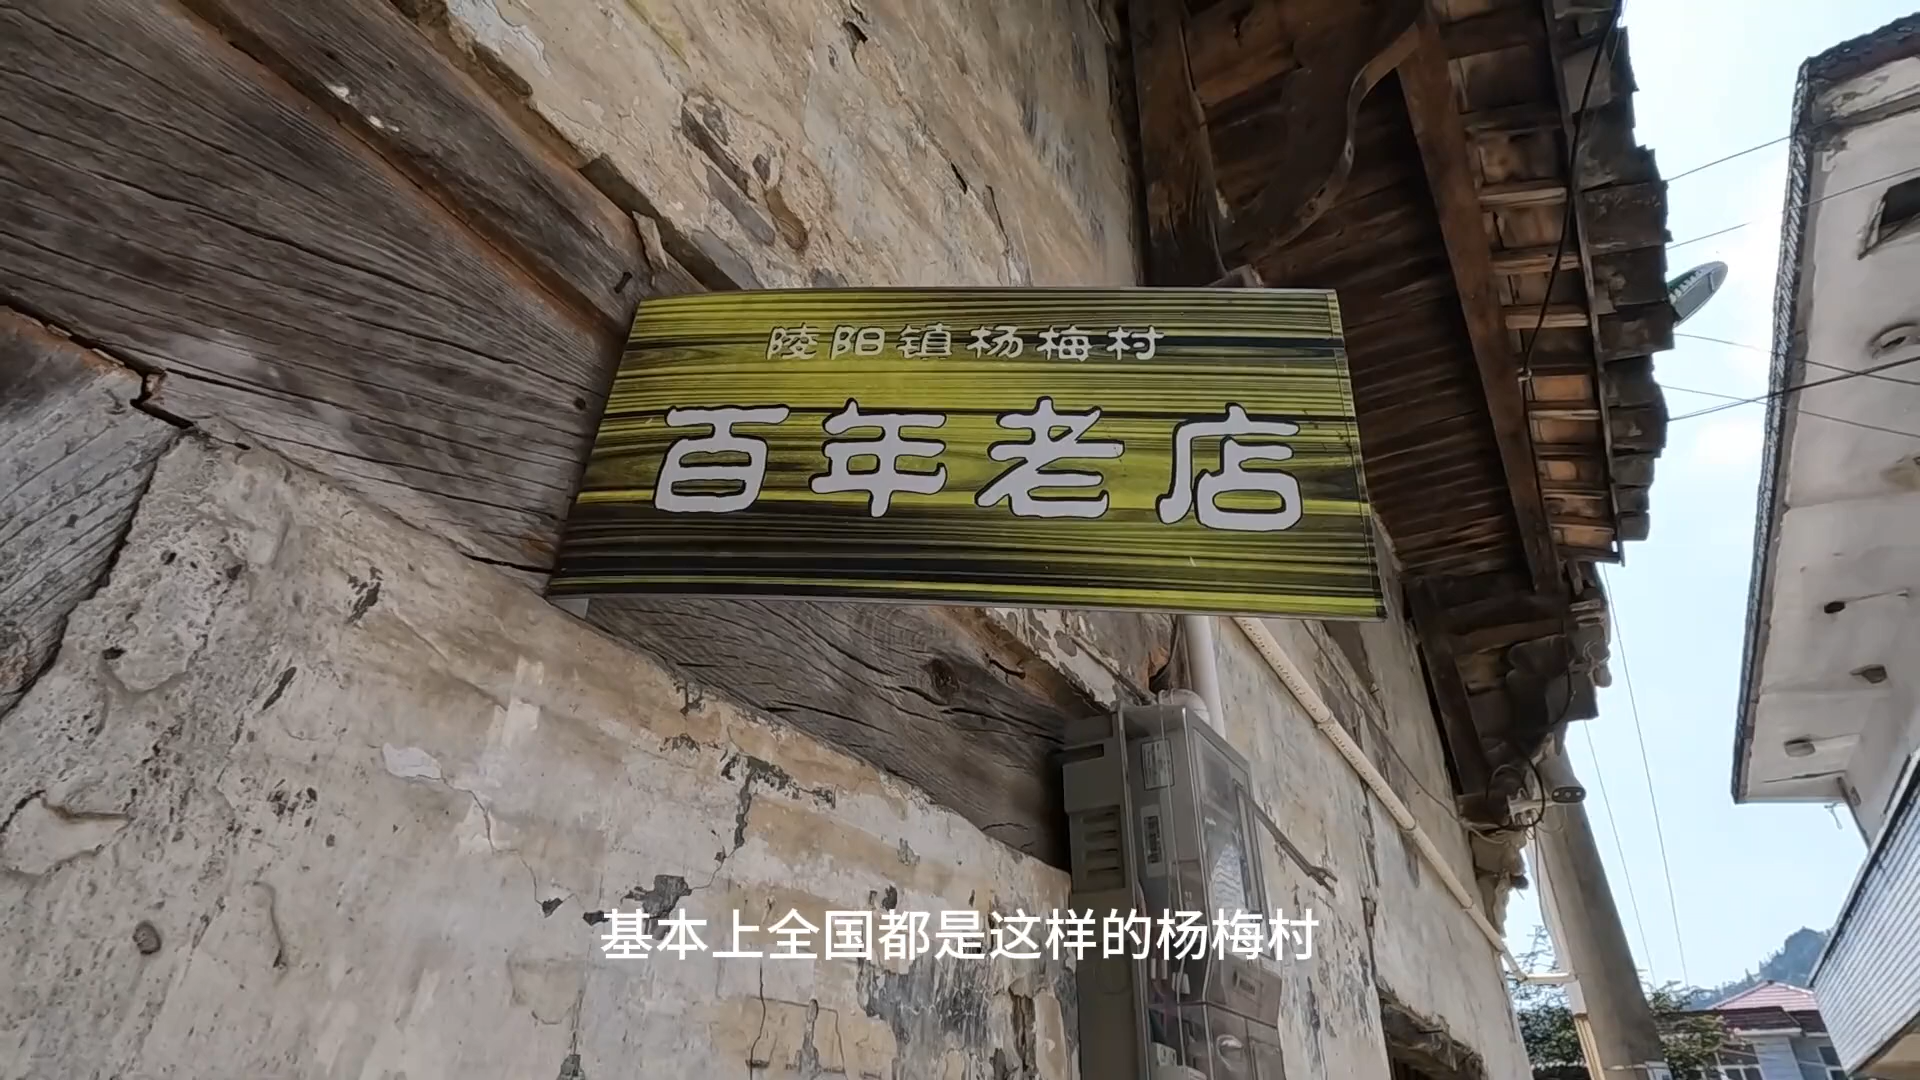 陵阳镇杨梅村
百年老店
基本上全国都是这样的杨梅村